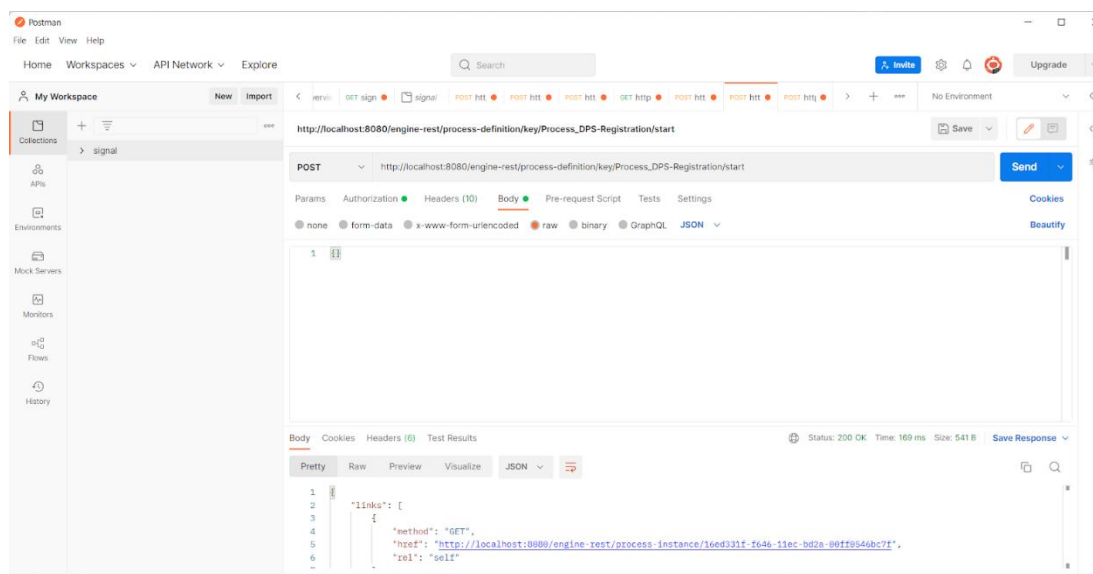 Postman
File Edit View Help
Home Workspaces API Network Explore
Search
Invite
Upgrade
My Workspace
New Import
GET sign
signal
POST htt
POST htt
POST htt
GET http
POST htt
POST htt
POST htt
No Environment
Collections
signal
http://localhost:8080/engine-rest/process-definition/key/Process_DPS-Registration/start
Save
POST http://localhost:8080/engine-rest/process-definition/key/Process_DPS-Registration/start
Send
APIs
Params Authorization Headers (10) Body Pre-request Script Tests Settings
Cookies
Environments
none form-data x-www-form-urlencoded raw binary GraphQL JSON
Beautify
1 {}
Mock Servers
Monitors
Flows
History
Body Cookies Headers (6) Test Results
Status: 200 OK Time: 169 ms Size: 541 B Save Response
Pretty Raw Preview Visualize JSON
1 {
2 "links": [
3 {
4 "method": "GET",
5 "href": "http://localhost:8080/engine-rest/process-instance/16ed331f-f646-11ec-bd2a-00ff0546bc7f",
6 "rel": "self"